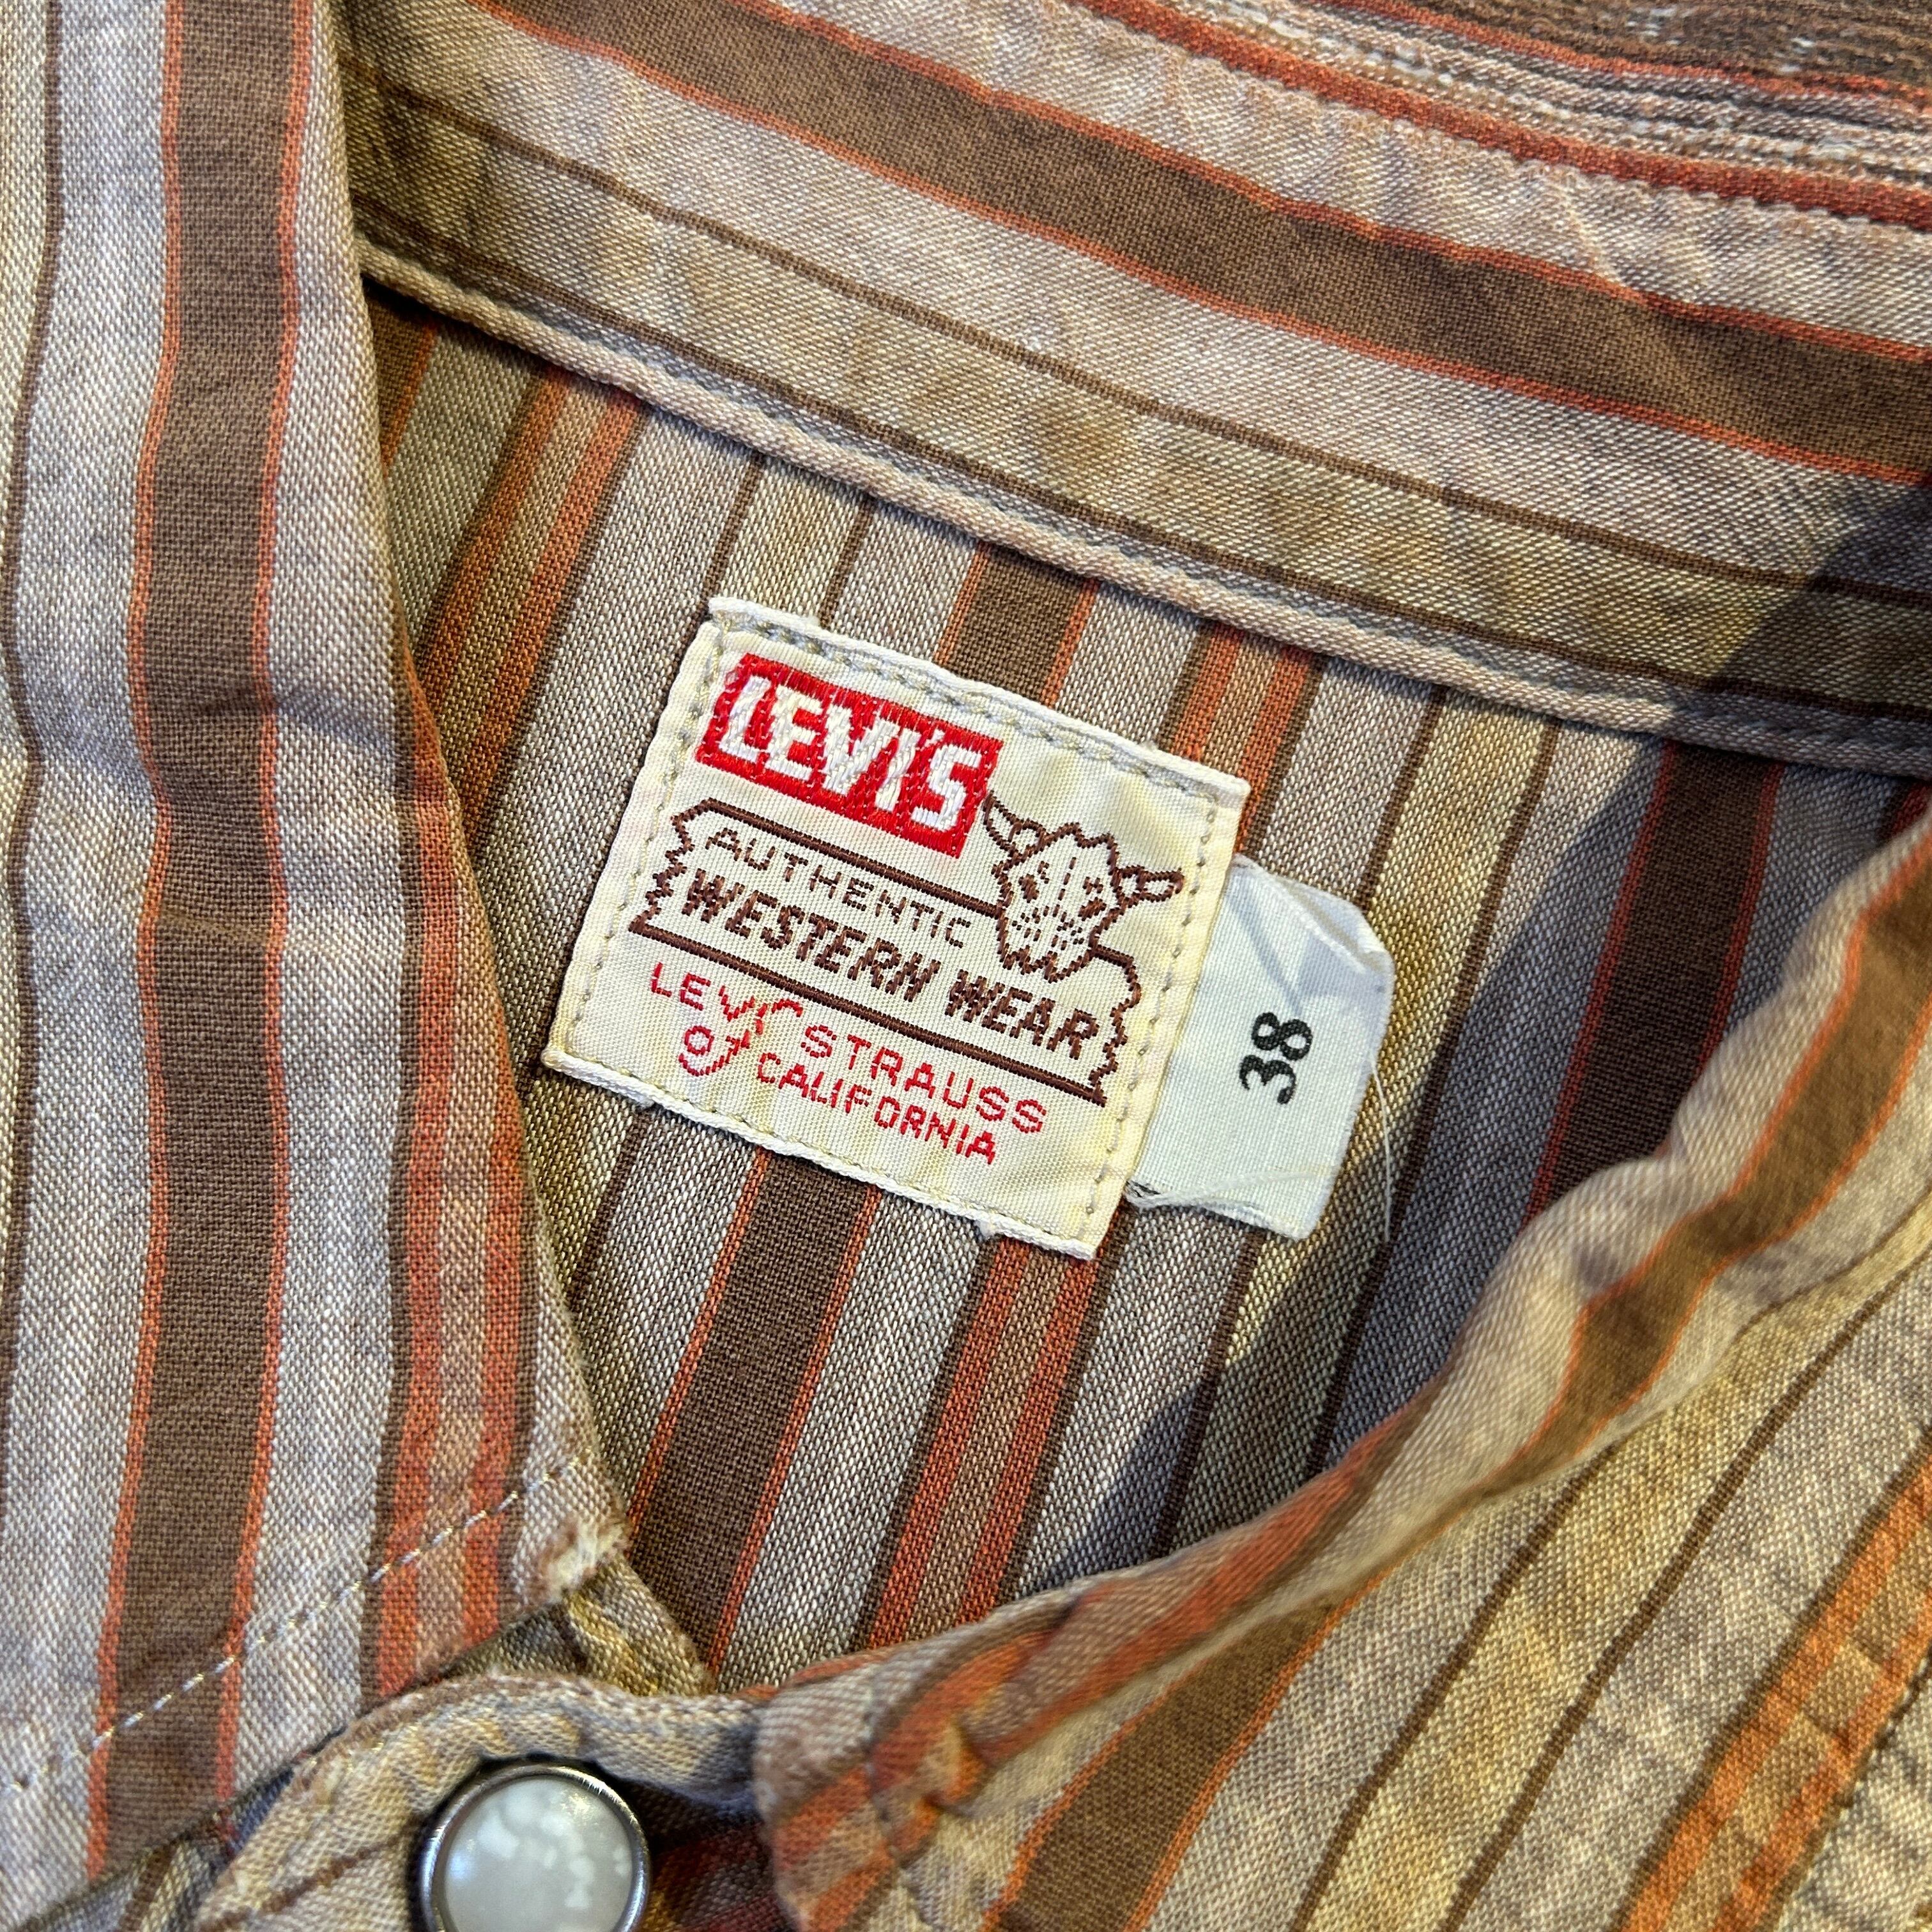 LEVI'S
AUTHENTIC
WESTERN WEAR
LEVI STRAUSS
OF CALIFORNIA
38